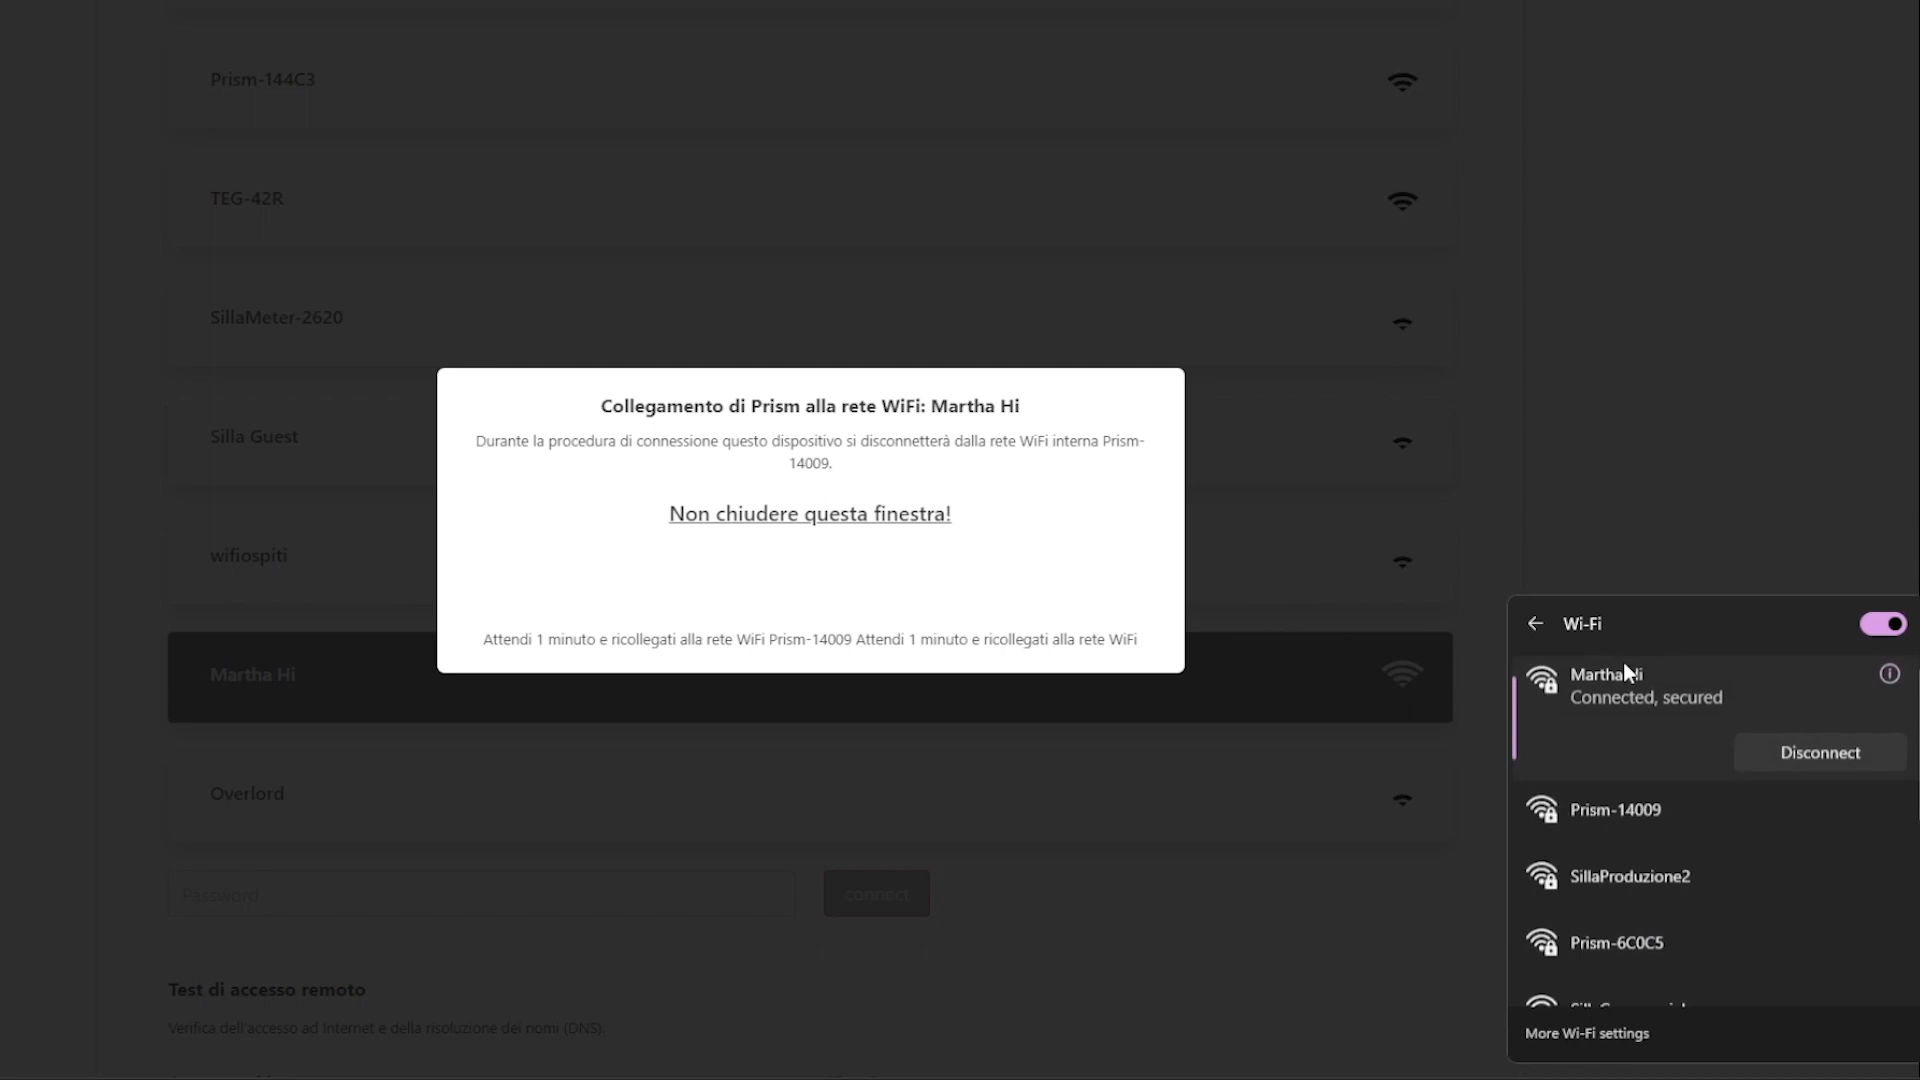 Prism-144C3
TEG-42R
SillaMeter-2620
Silla Guest
wifiospiti
Martha Hi
Overlord
Password
connect
Test di accesso remoto
Verifica dell'accesso ad Internet e della risoluzione dei nomi (DNS).
Collegamento di Prism alla rete WiFi: Martha Hi
Durante la procedura di connessione questo dispositivo si disconnetterà dalla rete WiFi interna Prism-
14009.
Non chiudere questa finestra!
Attendi 1 minuto e ricollegati alla rete WiFi Prism-14009 Attendi 1 minuto e ricollegati alla rete WiFi
Wi-Fi
Martha Hi
Connected, secured
Disconnect
Prism-14009
SillaProduzione2
Prism-6C0C5
More Wi-Fi settings